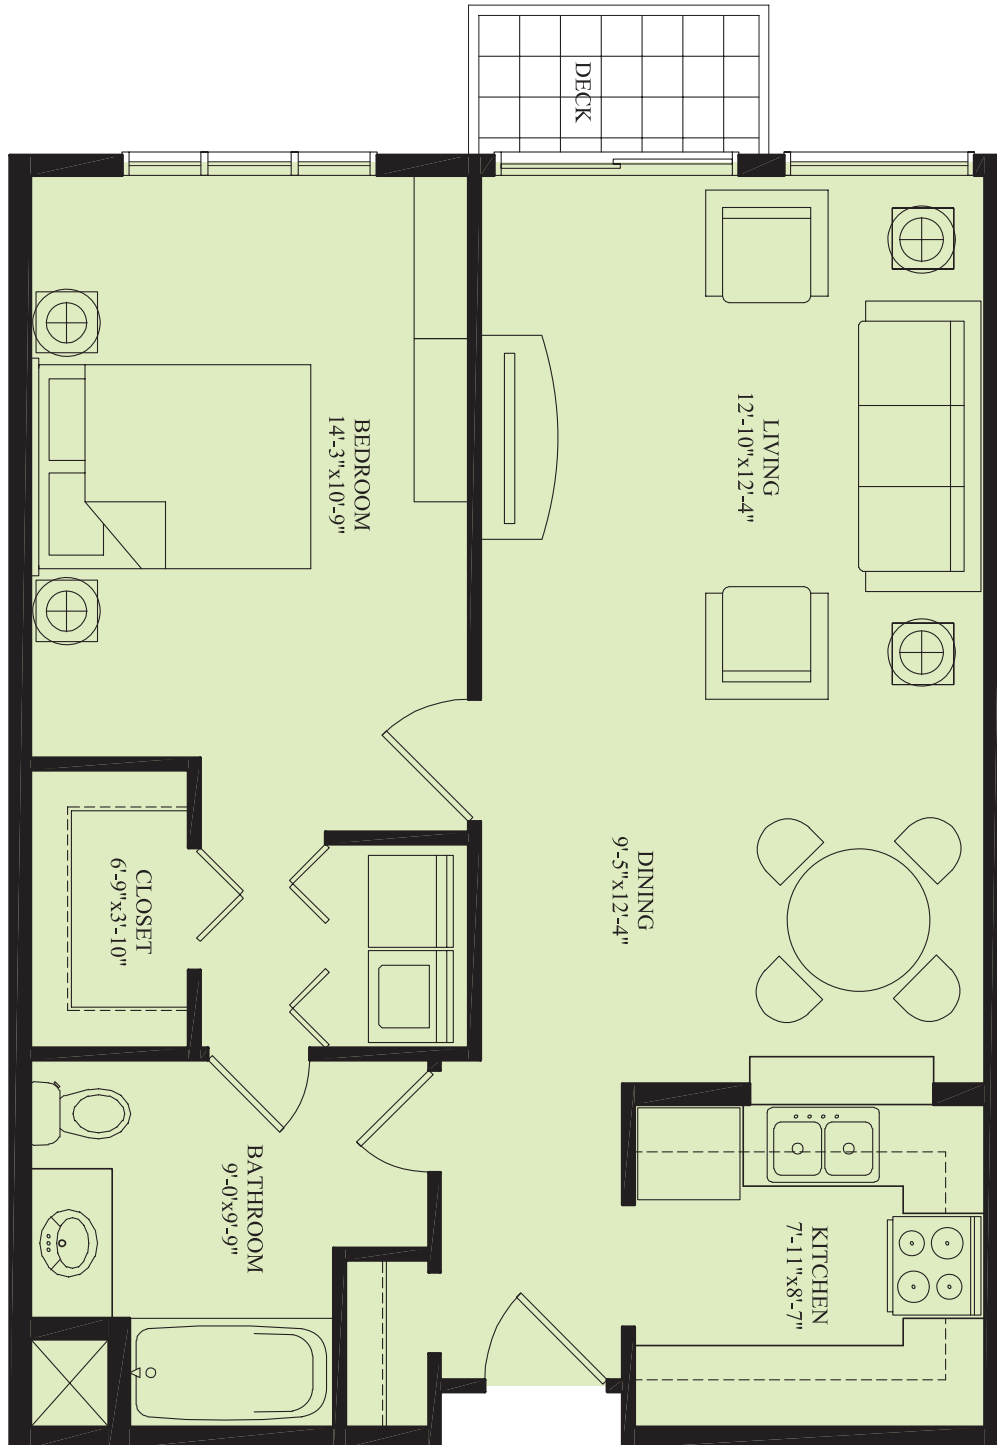 DECK
LIVING
12'-10"x12'-4"
BEDROOM
14'-3"x10'-9"
DINING
9'-5"x12'-4"
CLOSET
6'-9"x3'-10"
KITCHEN
7'-11"x8'-7"
BATHROOM
9'-0'x9'-9"